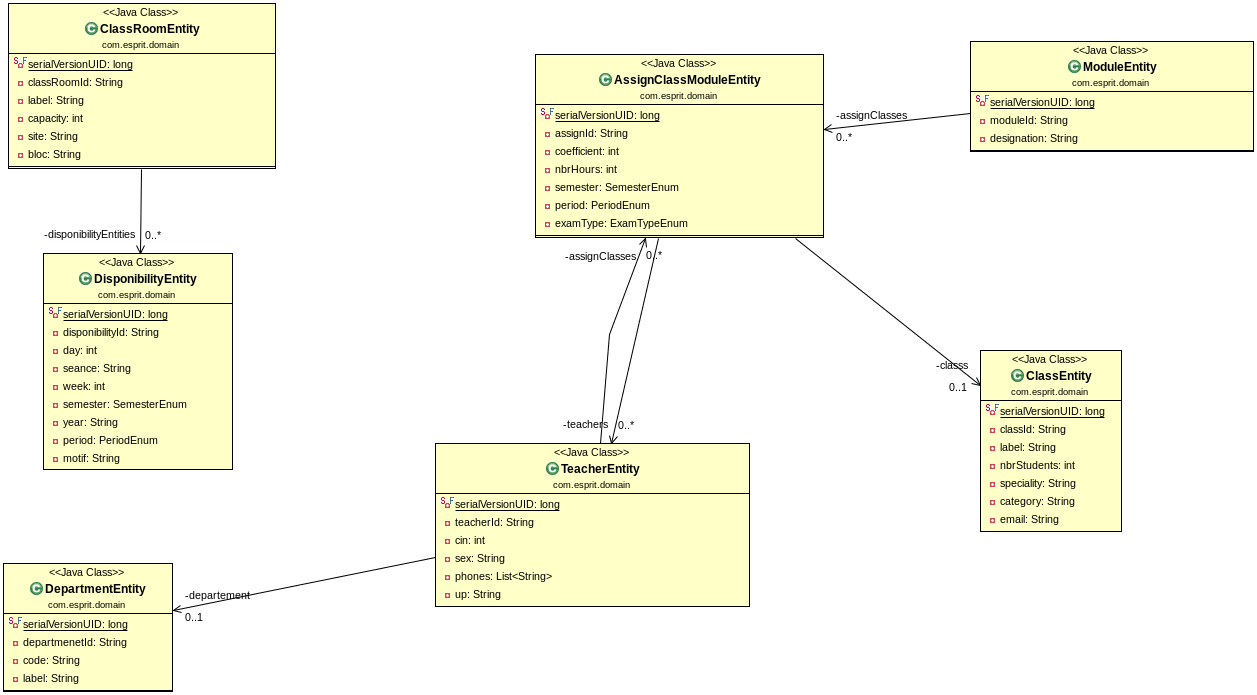 <<Java Class>>
ClassRoomEntity
com.esprit.domain
serialVersionUID: long
classRoomId: String
label: String
capacity: int
site: String
bloc: String
-disponibilityEntities
0..*
<<Java Class>>
DisponibilityEntity
com.esprit.domain
serialVersionUID: long
disponibilityId: String
day: int
seance: String
week: int
semester: SemesterEnum
year: String
period: PeriodEnum
motif: String
<<Java Class>>
AssignClassModuleEntity
com.esprit.domain
serialVersionUID: long
assignId: String
coefficient: int
nbrHours: int
semester: SemesterEnum
period: PeriodEnum
examType: ExamTypeEnum
<<Java Class>>
ModuleEntity
com.esprit.domain
serialVersionUID: long
moduleId: String
designation: String
-assignClasses
0..*
-assignClasses
0..*
-classs
0..1
<<Java Class>>
ClassEntity
com.esprit.domain
serialVersionUID: long
classId: String
label: String
nbrStudents: int
speciality: String
category: String
email: String
-teachers
0..*
<<Java Class>>
TeacherEntity
com.esprit.domain
serialVersionUID: long
teacherId: String
cin: int
sex: String
phones: List<String>
up: String
-departement
0..1
<<Java Class>>
DepartmentEntity
com.esprit.domain
serialVersionUID: long
departmenetId: String
code: String
label: String